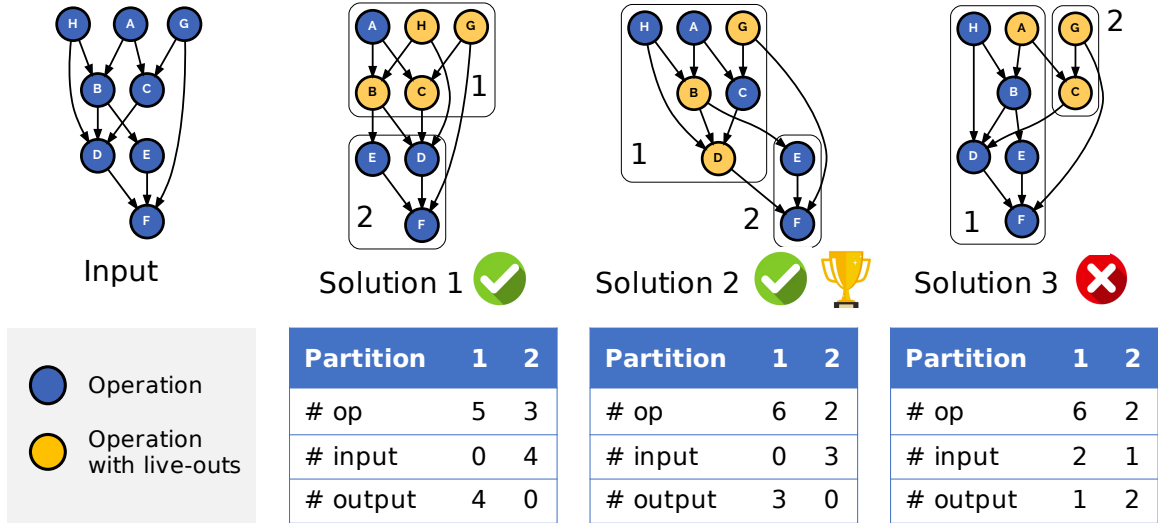 H A G
B C
D E
F
Input
A H G
B C
1
E D
2
F
Solution 1
H A G
B C
1
D E
2
F
Solution 2
H A G
2
B C
D E
1
F
Solution 3
Operation
Operation
with live-outs
Partition 1 2
# op 5 3
# input 0 4
# output 4 0
Partition 1 2
# op 6 2
# input 0 3
# output 3 0
Partition 1 2
# op 6 2
# input 2 1
# output 1 2